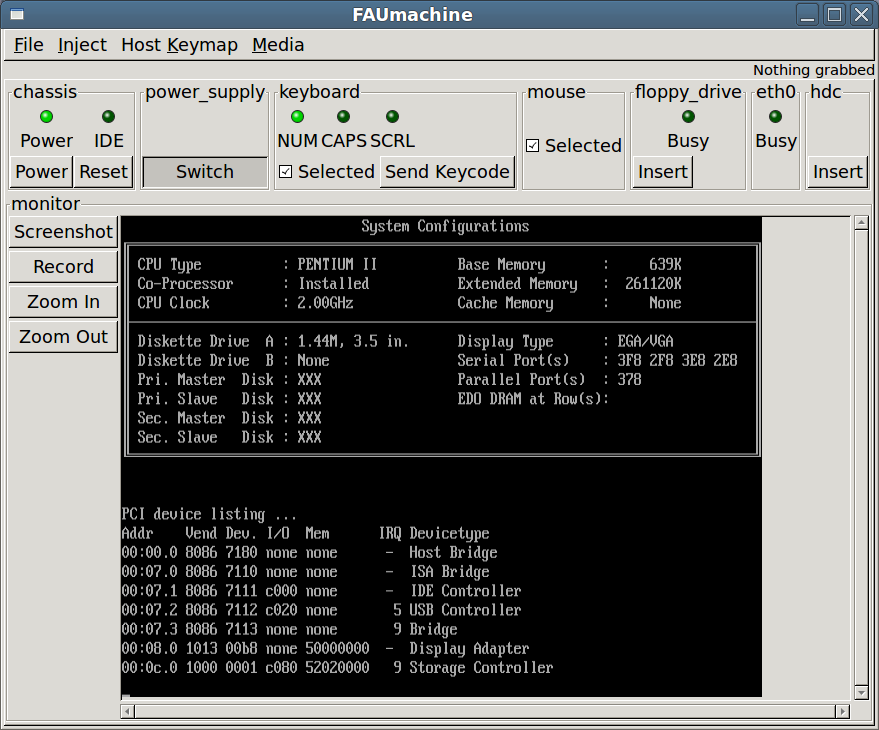 FAUmachine
File Inject Host Keymap Media
Nothing grabbed
chassis power_supply keyboard mouse floppy_drive eth0 hdc
Power IDE NUM CAPS SCRL Selected Busy Busy
Power Reset Switch Selected Send Keycode Insert Insert
monitor
Screenshot
Record
Zoom In
Zoom Out
System Configurations
CPU Type : PENTIUM II Base Memory : 639K
Co-Processor : Installed Extended Memory : 261120K
CPU Clock : 2.00GHz Cache Memory : None
Diskette Drive A : 1.44M, 3.5 in. Display Type : EGA/VGA
Diskette Drive B : None Serial Port(s) : 3F8 2F8 3E8 2E8
Pri. Master Disk : XXX Parallel Port(s) : 378
Pri. Slave Disk : XXX EDO DRAM at Row(s):
Sec. Master Disk : XXX
Sec. Slave Disk : XXX
PCI device listing ...
Addr Vend Dev. I/O Mem IRQ Devicetype
00:00.0 8086 7180 none none - Host Bridge
00:07.0 8086 7110 none none - ISA Bridge
00:07.1 8086 7111 c000 none - IDE Controller
00:07.2 8086 7112 c020 none 5 USB Controller
00:07.3 8086 7113 none none 9 Bridge
00:08.0 1013 00b8 none 50000000 - Display Adapter
00:0c.0 1000 0001 c080 52020000 9 Storage Controller